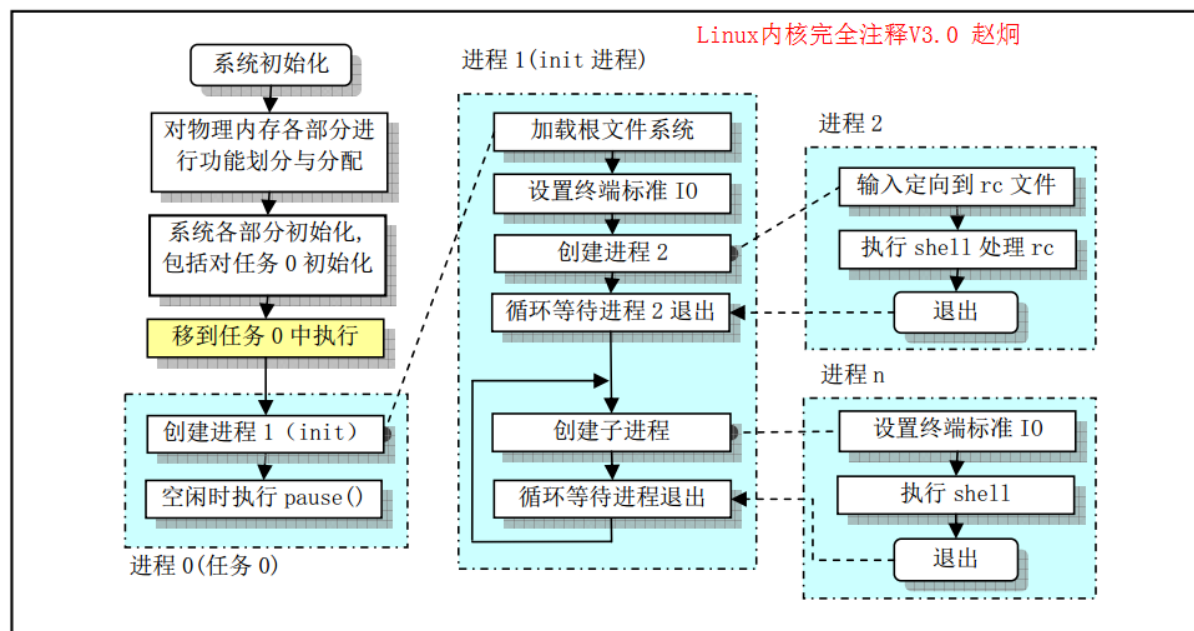 Linux内核完全注释V3.0 赵炯
系统初始化
对物理内存各部分进
行功能划分与分配
系统各部分初始化,
包括对任务 0 初始化
移到任务 0 中执行
创建进程 1（init）
空闲时执行 pause()
进程 0(任务 0)
进程 1(init 进程)
加载根文件系统
设置终端标准 IO
创建进程 2
循环等待进程 2 退出
创建子进程
循环等待进程退出
进程 2
输入定向到 rc 文件
执行 shell 处理 rc
退出
进程 n
设置终端标准 IO
执行 shell
退出